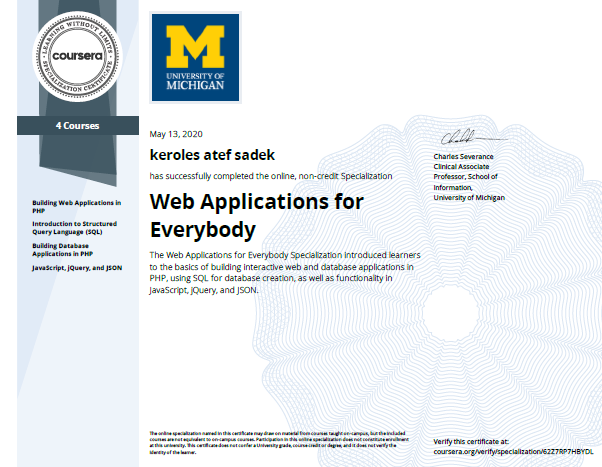 LEARNING WITHOUT LIMITS
coursera
SPECIALIZATION CERTIFICATE
M
UNIVERSITY OF
MICHIGAN
4 Courses
Building Web Applications in
PHP
Introduction to Structured
Query Language (SQL)
Building Database
Applications in PHP
JavaScript, jQuery, and JSON
May 13, 2020
keroles atef sadek
has successfully completed the online, non-credit Specialization
Web Applications for
Everybody
The Web Applications for Everybody Specialization introduced learners
to the basics of building interactive web and database applications in
PHP, using SQL for database creation, as well as functionality in
JavaScript, jQuery, and JSON.
Charles Severance
Clinical Associate
Professor, School of
Information,
University of Michigan
The online specialization named in this certificate may draw on material from courses taught on-campus, but the included
courses are not equivalent to on-campus courses. Participation in this online specialization does not constitute enrollment
at this university. This certificate does not confer a University grade, course credit or degree, and it does not verify the
identity of the learner.
Verify this certificate at:
coursera.org/verify/specialization/62Z7RP7HBYDL